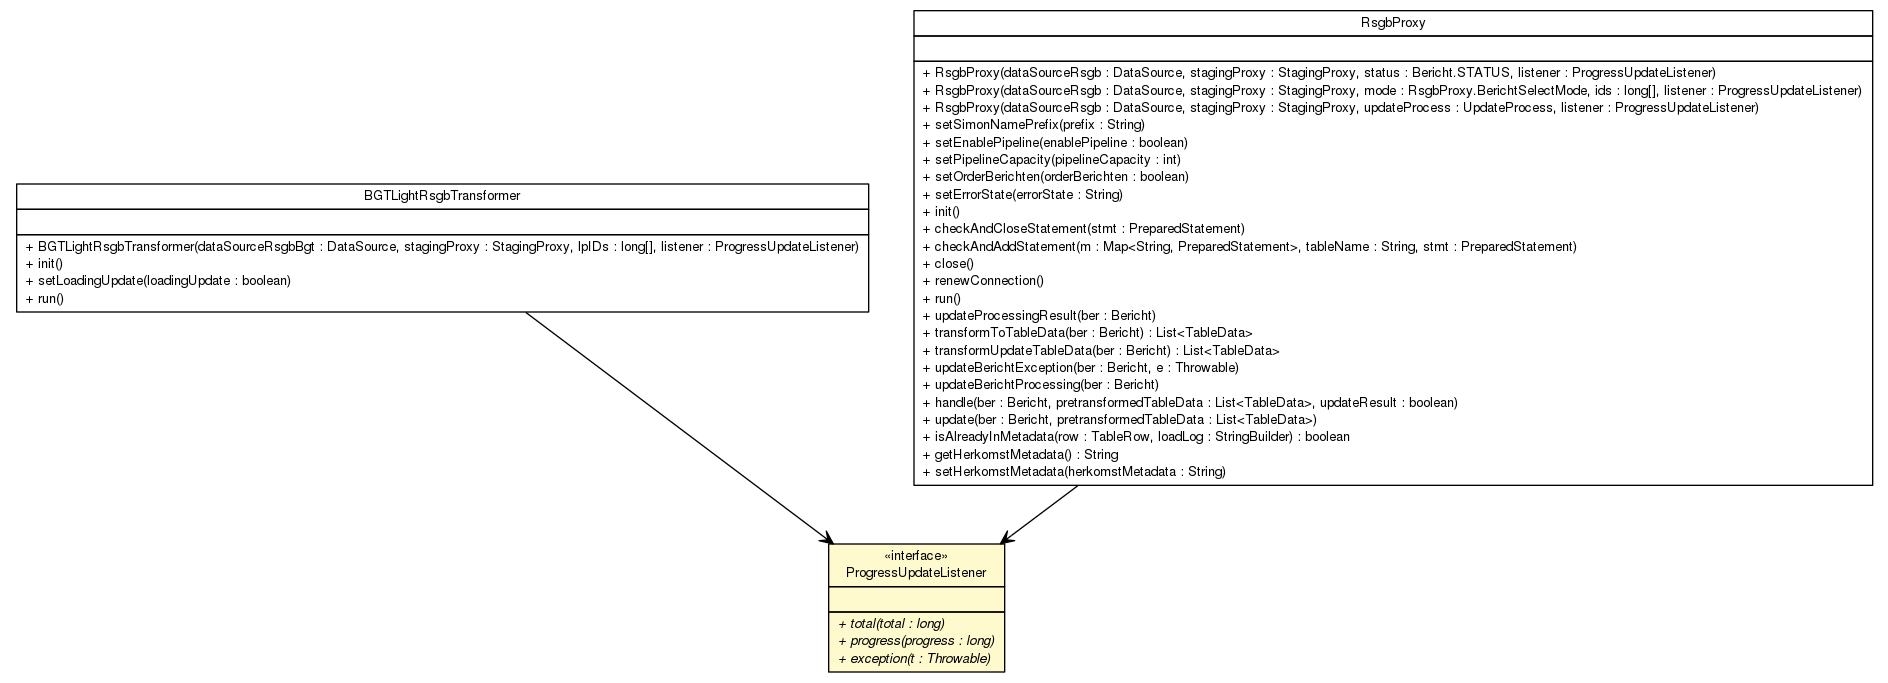 BGTLightRsgbTransformer
+ BGTLightRsgbTransformer(dataSourceRsgbBgt : DataSource, stagingProxy : StagingProxy, lpIDs : long[], listener : ProgressUpdateListener)
+ init()
+ setLoadingUpdate(loadingUpdate : boolean)
+ run()
RsgbProxy
+ RsgbProxy(dataSourceRsgb : DataSource, stagingProxy : StagingProxy, status : Bericht.STATUS, listener : ProgressUpdateListener)
+ RsgbProxy(dataSourceRsgb : DataSource, stagingProxy : StagingProxy, mode : RsgbProxy.BerichtSelectMode, ids : long[], listener : ProgressUpdateListener)
+ RsgbProxy(dataSourceRsgb : DataSource, stagingProxy : StagingProxy, updateProcess : UpdateProcess, listener : ProgressUpdateListener)
+ setSimonNamePrefix(prefix : String)
+ setEnablePipeline(enablePipeline : boolean)
+ setPipelineCapacity(pipelineCapacity : int)
+ setOrderBerichten(orderBerichten : boolean)
+ setErrorState(errorState : String)
+ init()
+ checkAndCloseStatement(stmt : PreparedStatement)
+ checkAndAddStatement(m : Map<String, PreparedStatement>, tableName : String, stmt : PreparedStatement)
+ close()
+ renewConnection()
+ run()
+ updateProcessingResult(ber : Bericht)
+ transformToTableData(ber : Bericht) : List<TableData>
+ transformUpdateTableData(ber : Bericht) : List<TableData>
+ updateBerichtException(ber : Bericht, e : Throwable)
+ updateBerichtProcessing(ber : Bericht)
+ handle(ber : Bericht, pretransformedTableData : List<TableData>, updateResult : boolean)
+ update(ber : Bericht, pretransformedTableData : List<TableData>)
+ isAlreadyInMetadata(row : TableRow, loadLog : StringBuilder) : boolean
+ getHerkomstMetadata() : String
+ setHerkomstMetadata(herkomstMetadata : String)
«interface»
ProgressUpdateListener
+ total(total : long)
+ progress(progress : long)
+ exception(t : Throwable)